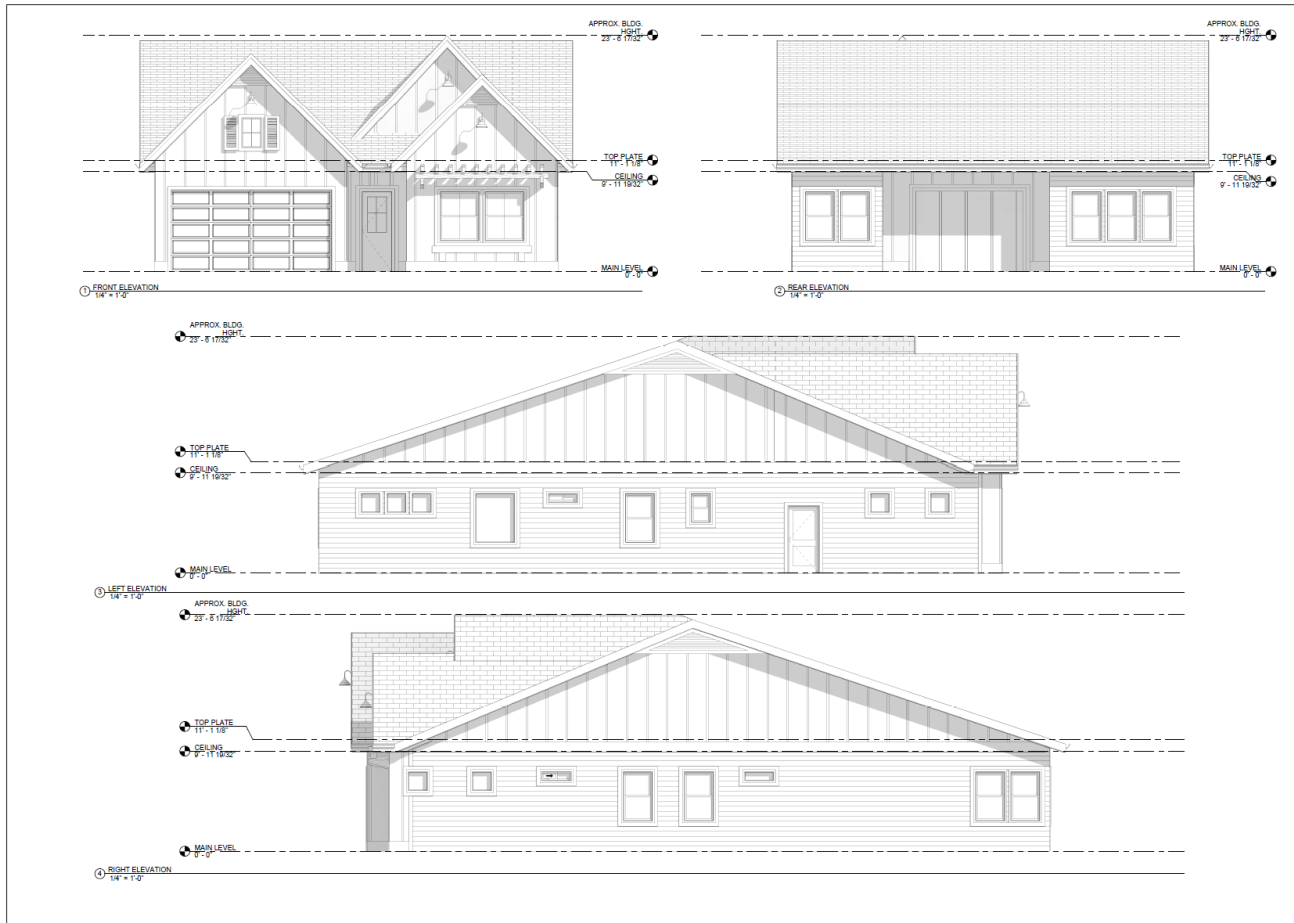 APPROX. BLDG.
HGHT.
23' - 6 17/32"
TOP PLATE
11' - 1 1/8"
CEILING
9' - 11 19/32"
MAIN LEVEL
0' - 0"
1 FRONT ELEVATION
1/4" = 1'-0"
APPROX. BLDG.
HGHT.
23' - 6 17/32"
TOP PLATE
11' - 1 1/8"
CEILING
9' - 11 19/32"
MAIN LEVEL
0' - 0"
2 REAR ELEVATION
1/4" = 1'-0"
APPROX. BLDG.
HGHT.
23' - 6 17/32"
TOP PLATE
11' - 1 1/8"
CEILING
9' - 11 19/32"
MAIN LEVEL
0' - 0"
3 LEFT ELEVATION
1/4" = 1'-0"
APPROX. BLDG.
HGHT.
23' - 6 17/32"
TOP PLATE
11' - 1 1/8"
CEILING
9' - 11 19/32"
MAIN LEVEL
0' - 0"
4 RIGHT ELEVATION
1/4" = 1'-0"